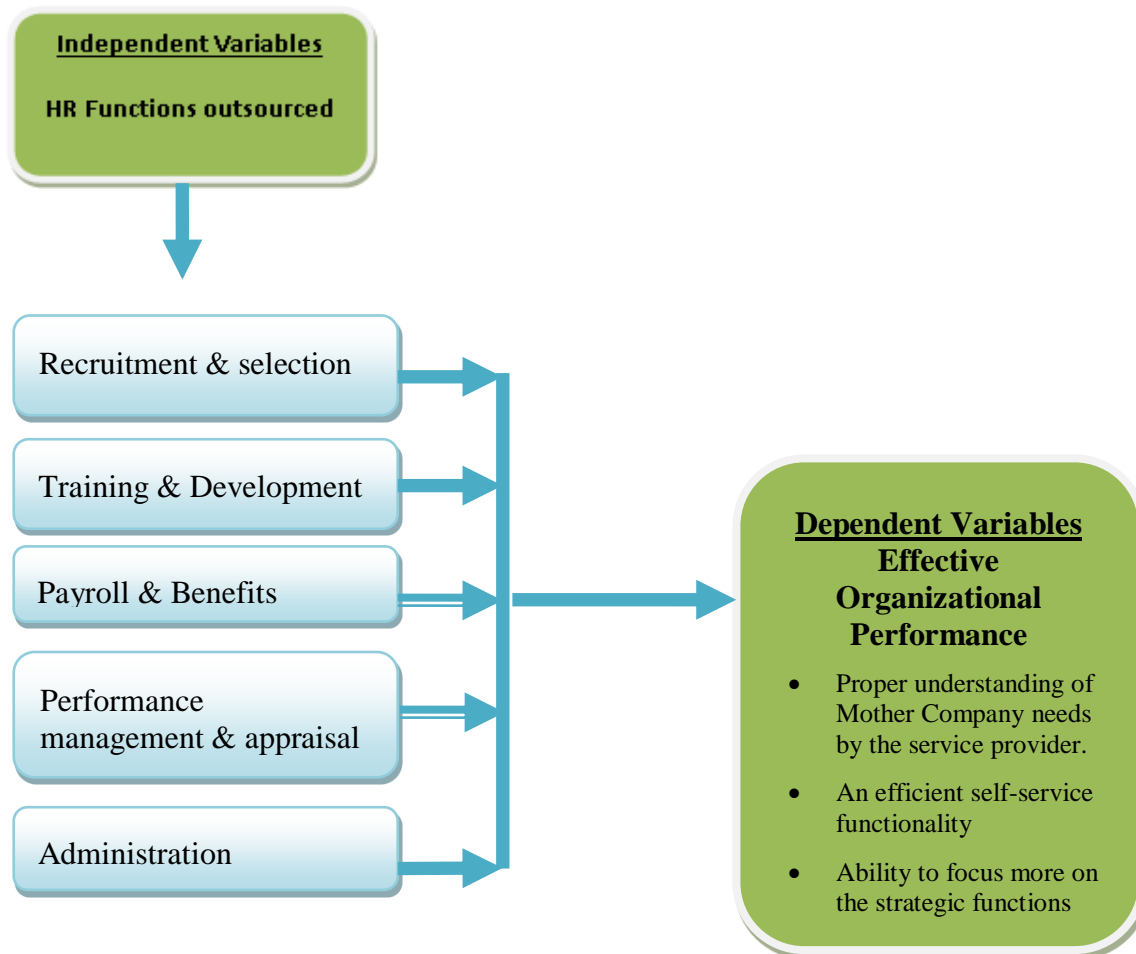 Independent Variables
HR Functions outsourced
Recruitment & selection
Training & Development
Payroll & Benefits
Performance
management & appraisal
Administration
Dependent Variables
Effective
Organizational
Performance
• Proper understanding of
Mother Company needs
by the service provider.
• An efficient self-service
functionality
• Ability to focus more on
the strategic functions